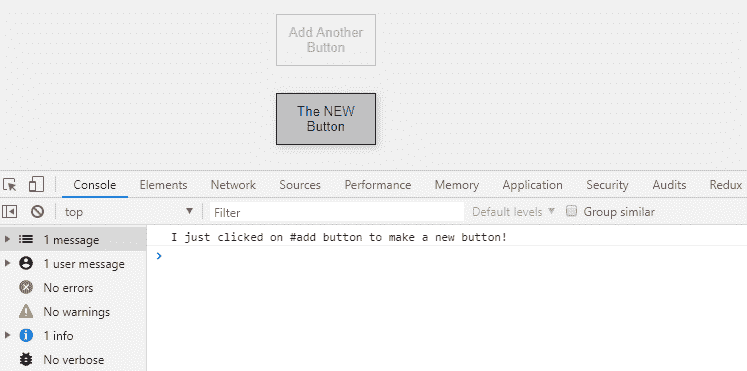 Add Another
Button
The NEW
Button
Console Elements Network Sources Performance Memory Application Security Audits Redux
top Filter Default levels Group similar
1 message
I just clicked on #add button to make a new button!
1 user message
No errors
No warnings
1 info
No verbose